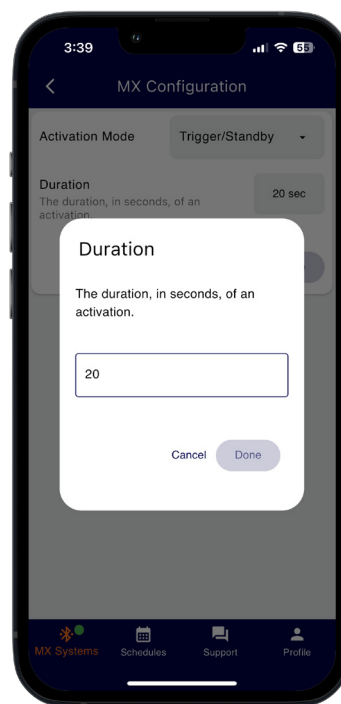 3:39
55
MX Configuration
Activation Mode
Trigger/Standby
Duration
The duration, in seconds, of an
activation.
20 sec
Duration
The duration, in seconds, of an
activation.
20
Cancel
Done
MX Systems
Schedules
Support
Profile